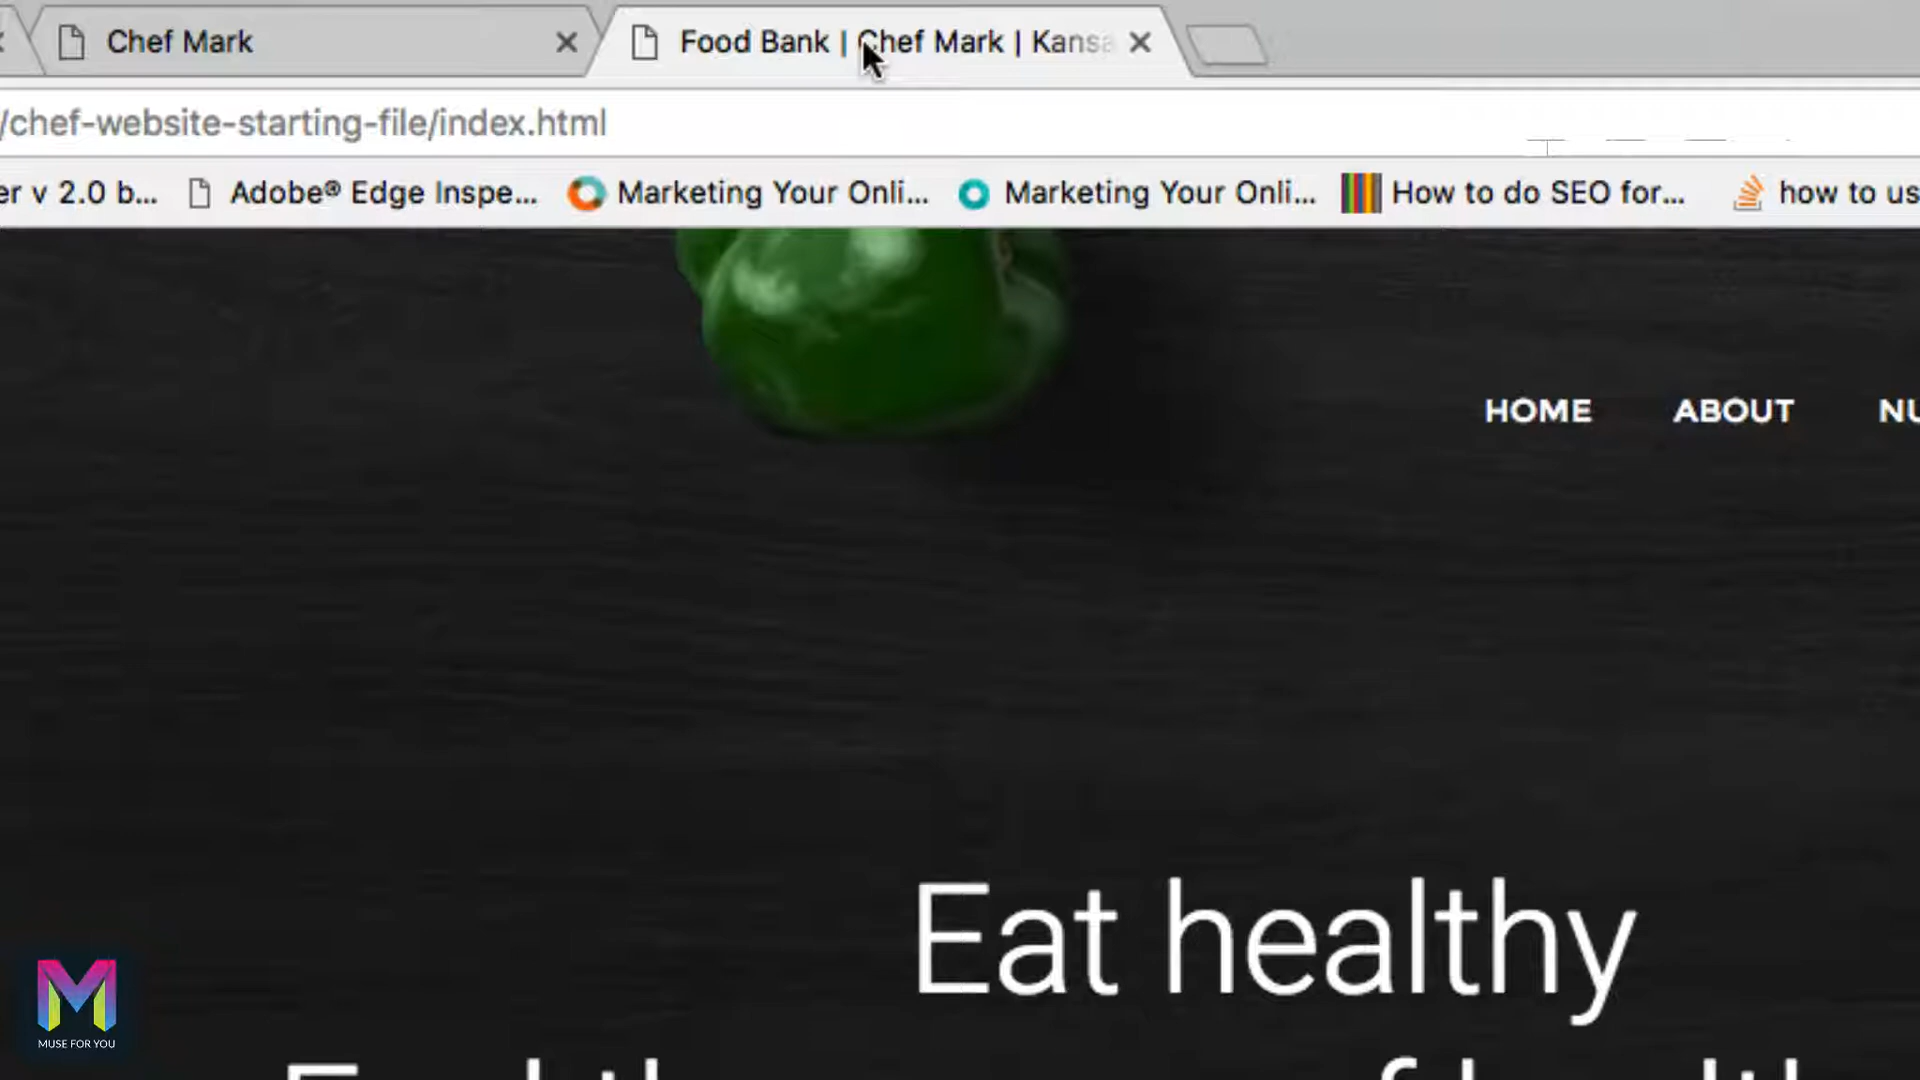 Chef Mark
Food Bank | Chef Mark | Kansa
/chef-website-starting-file/index.html
er v 2.0 b...
Adobe® Edge Inspe...
Marketing Your Onli...
Marketing Your Onli...
How to do SEO for...
how to us
HOME ABOUT NU
Eat healthy
MUSE FOR YOU